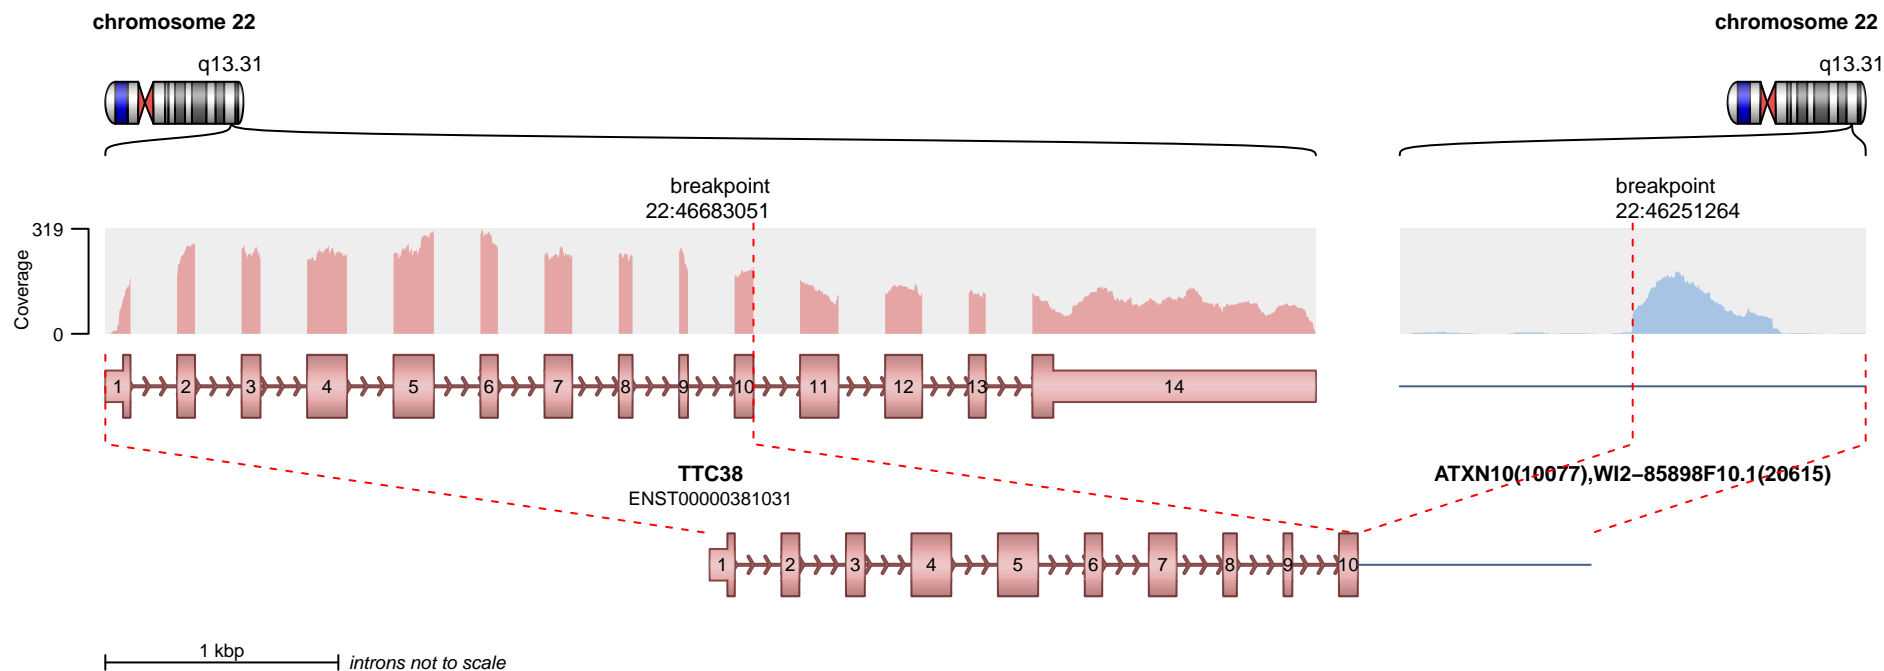 chromosome 22
chromosome 22
q13.31
q13.31
breakpoint
22:46683051
breakpoint
22:46251264
319
Coverage
0
1 2 3 4 5 6 7 8 9 10 11 12 13 14
TTC38
ENST00000381031
ATXN10(10077),WI2−85898F10.1(20615)
1 2 3 4 5 6 7 8 9 10
1 kbp
introns not to scale